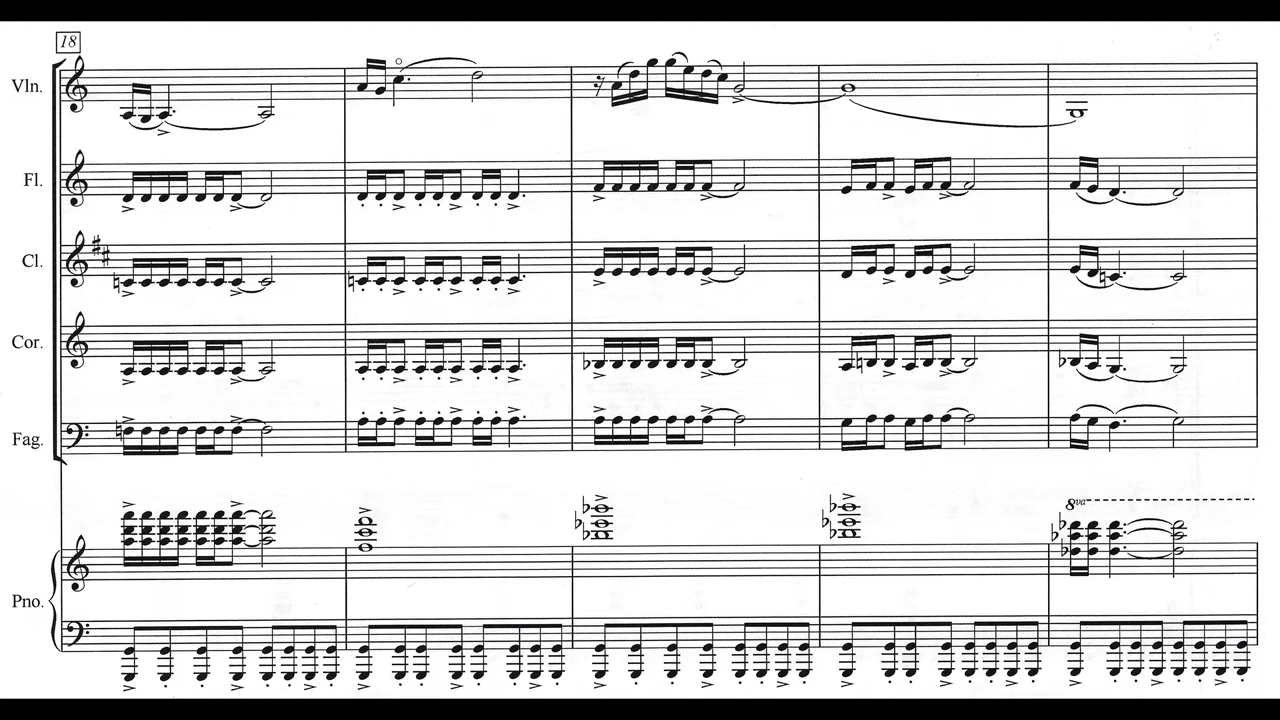 18
Vln.
Fl.
Cl.
Cor.
Fag.
8va
Pno.